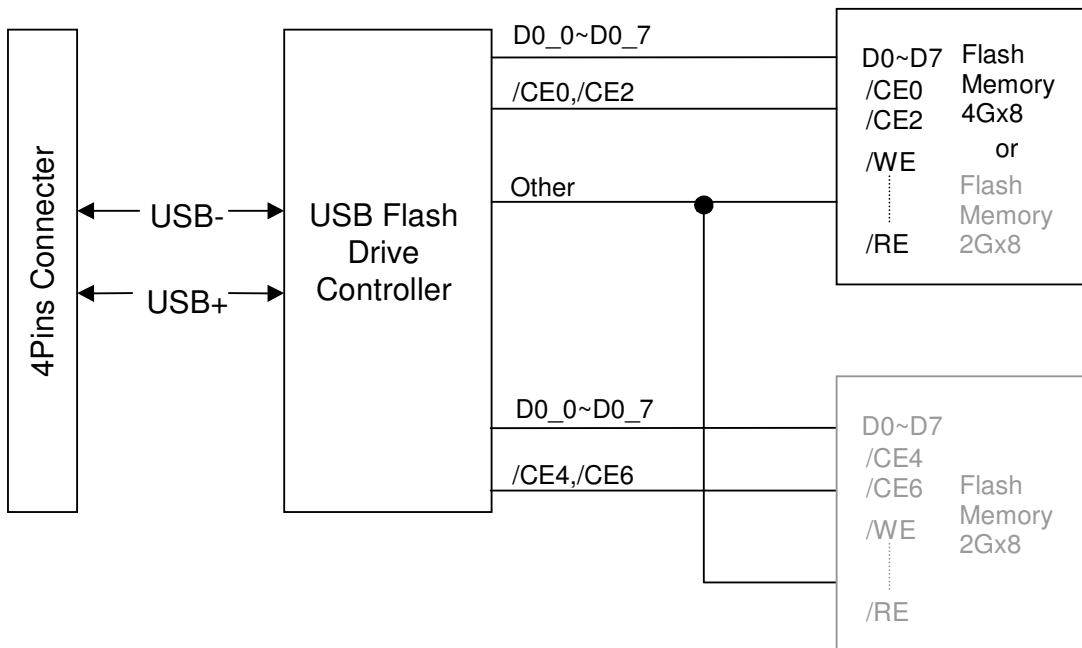 4Pins Connecter
USB-
USB+
USB Flash
Drive
Controller
D0_0~D0_7
/CE0,/CE2
Other
D0~D7
/CE0
/CE2
/WE
/RE
Flash
Memory
4Gx8
or
Flash
Memory
2Gx8
D0_0~D0_7
/CE4,/CE6
D0~D7
/CE4
/CE6
/WE
/RE
Flash
Memory
2Gx8